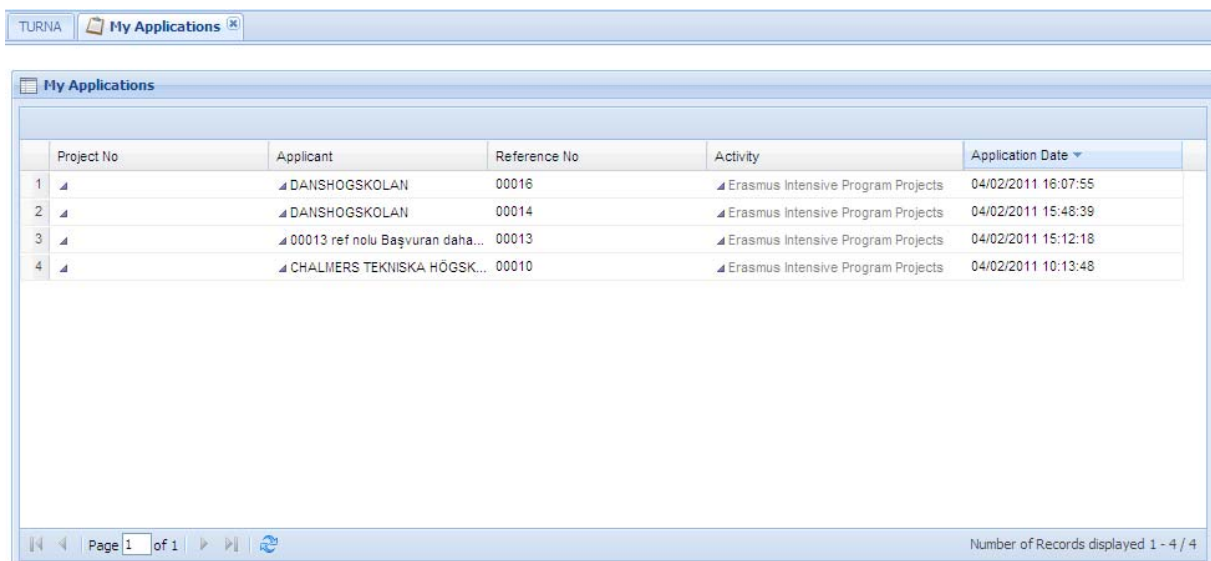 TURNA My Applications
My Applications
Project No Applicant Reference No Activity Application Date
1 DANSHOGSKOLAN 00016 Erasmus Intensive Program Projects 04/02/2011 16:07:55
2 DANSHOGSKOLAN 00014 Erasmus Intensive Program Projects 04/02/2011 15:48:39
3 00013 ref nolu Başvuran daha... 00013 Erasmus Intensive Program Projects 04/02/2011 15:12:18
4 CHALMERS TEKNISKA HÖGSK... 00010 Erasmus Intensive Program Projects 04/02/2011 10:13:48
Page 1 of 1 Number of Records displayed 1 - 4 / 4